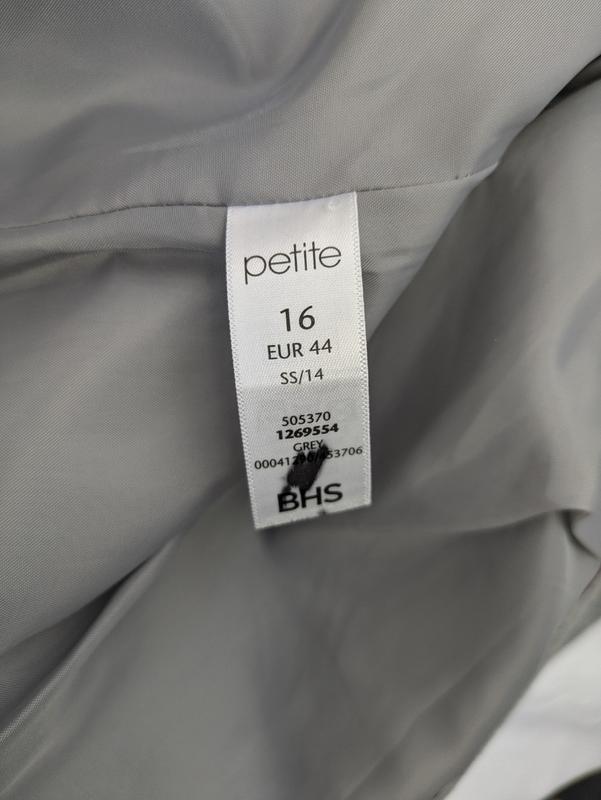 petite
16
EUR 44
SS/14
505370
1269554
GREY
BHS